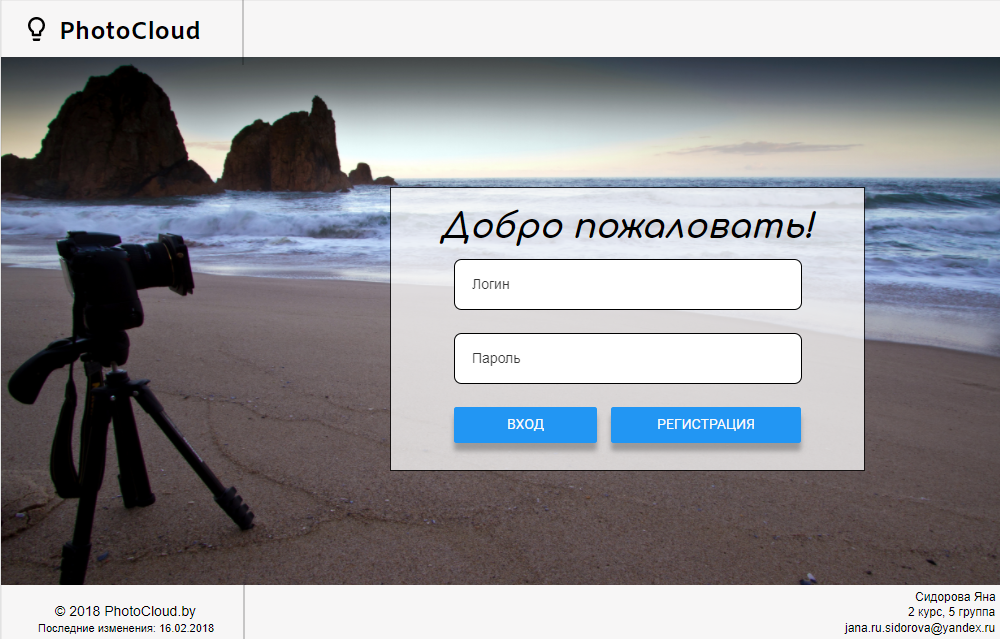 PhotoCloud
Добро пожаловать!
Логин
Пароль
ВХОД
РЕГИСТРАЦИЯ
© 2018 PhotoCloud.by
Последние изменения: 16.02.2018
Сидорова Яна
2 курс, 5 группа
jana.ru.sidorova@yandex.ru